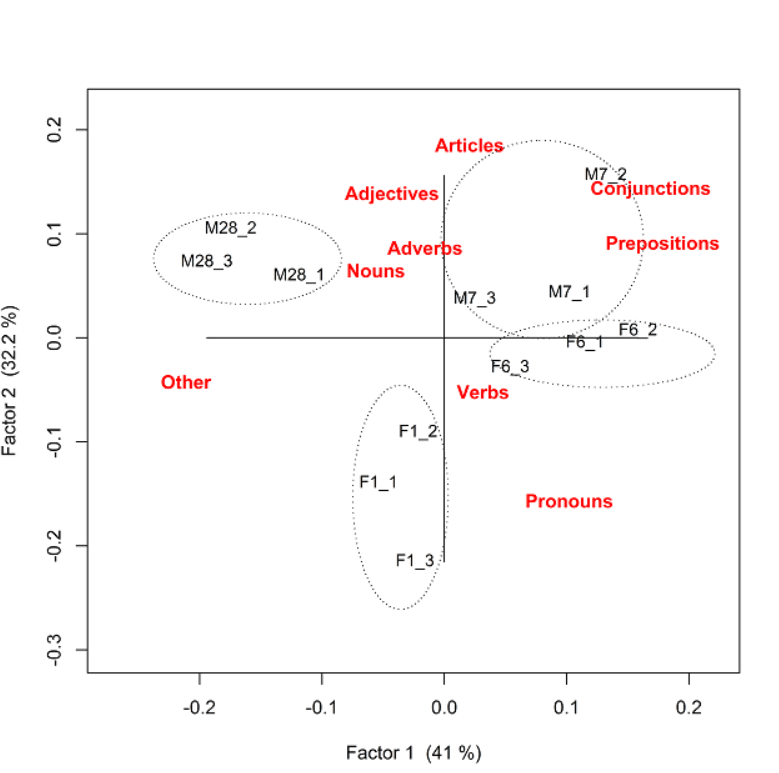 0.2
0.1
0.0
-0.1
-0.2
-0.3
Factor 2 (32.2 %)
Articles
M7_2
Conjunctions
Adjectives
M28_2
Adverbs
Prepositions
M28_3
Nouns
M28_1
M7_3
M7_1
F6_2
F6_1
F6_3
Other
Verbs
F1_2
F1_1
Pronouns
F1_3
-0.2
-0.1
0.0
0.1
0.2
Factor 1 (41 %)